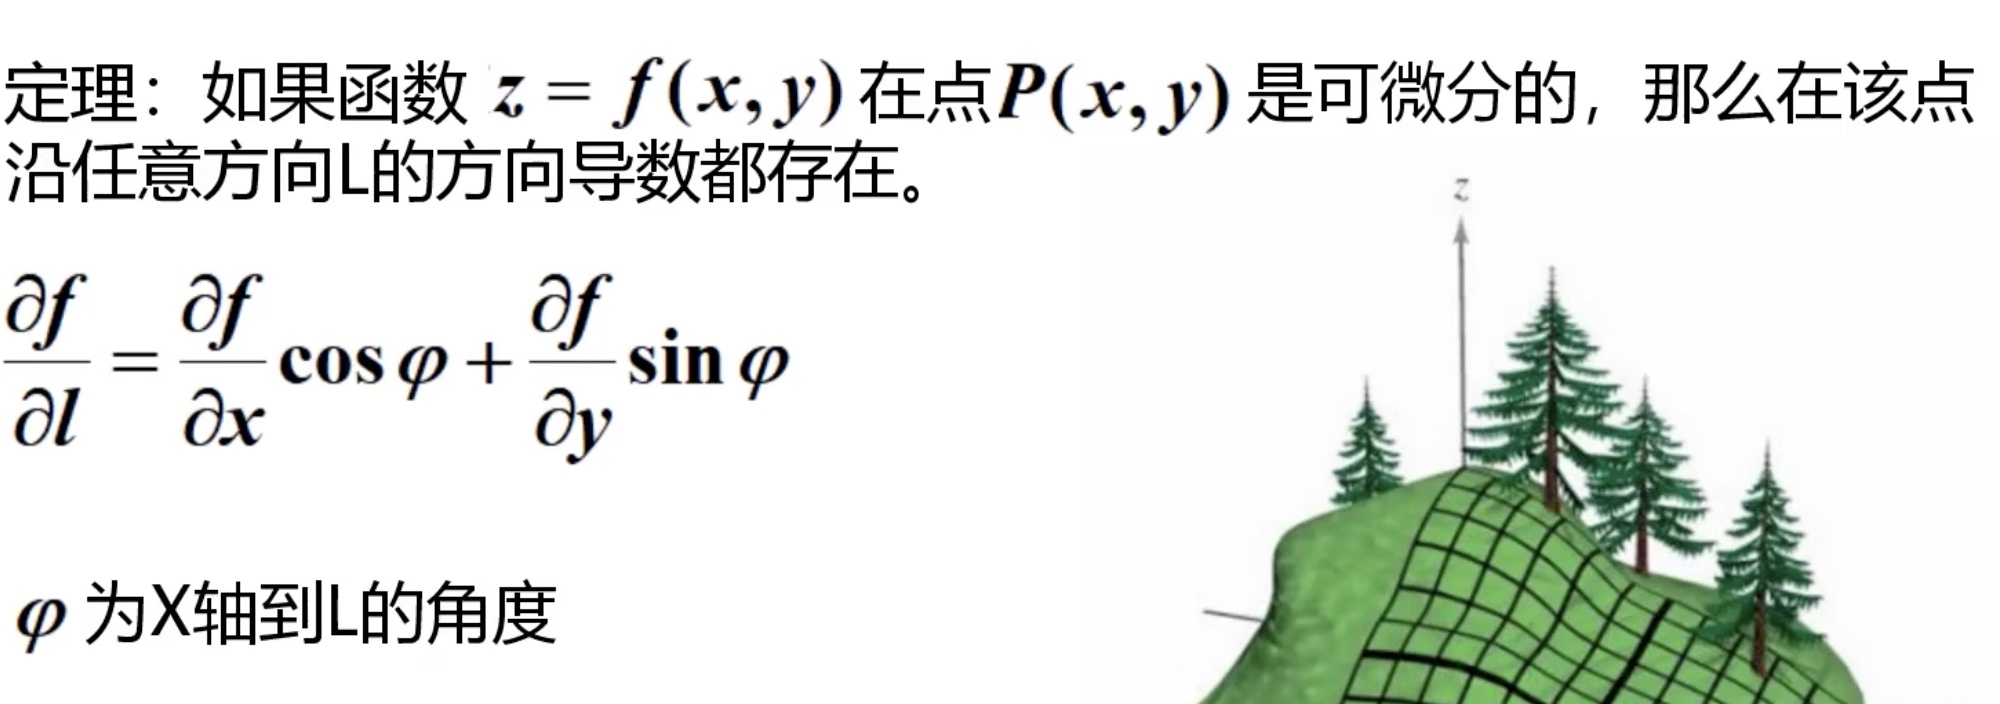 定理：如果函数 z = f(x, y) 在点P(x, y) 是可微分的，那么在该点
沿任意方向L的方向导数都存在。
z
∂f/∂l = ∂f/∂x cos φ + ∂f/∂y sin φ
φ 为X轴到L的角度